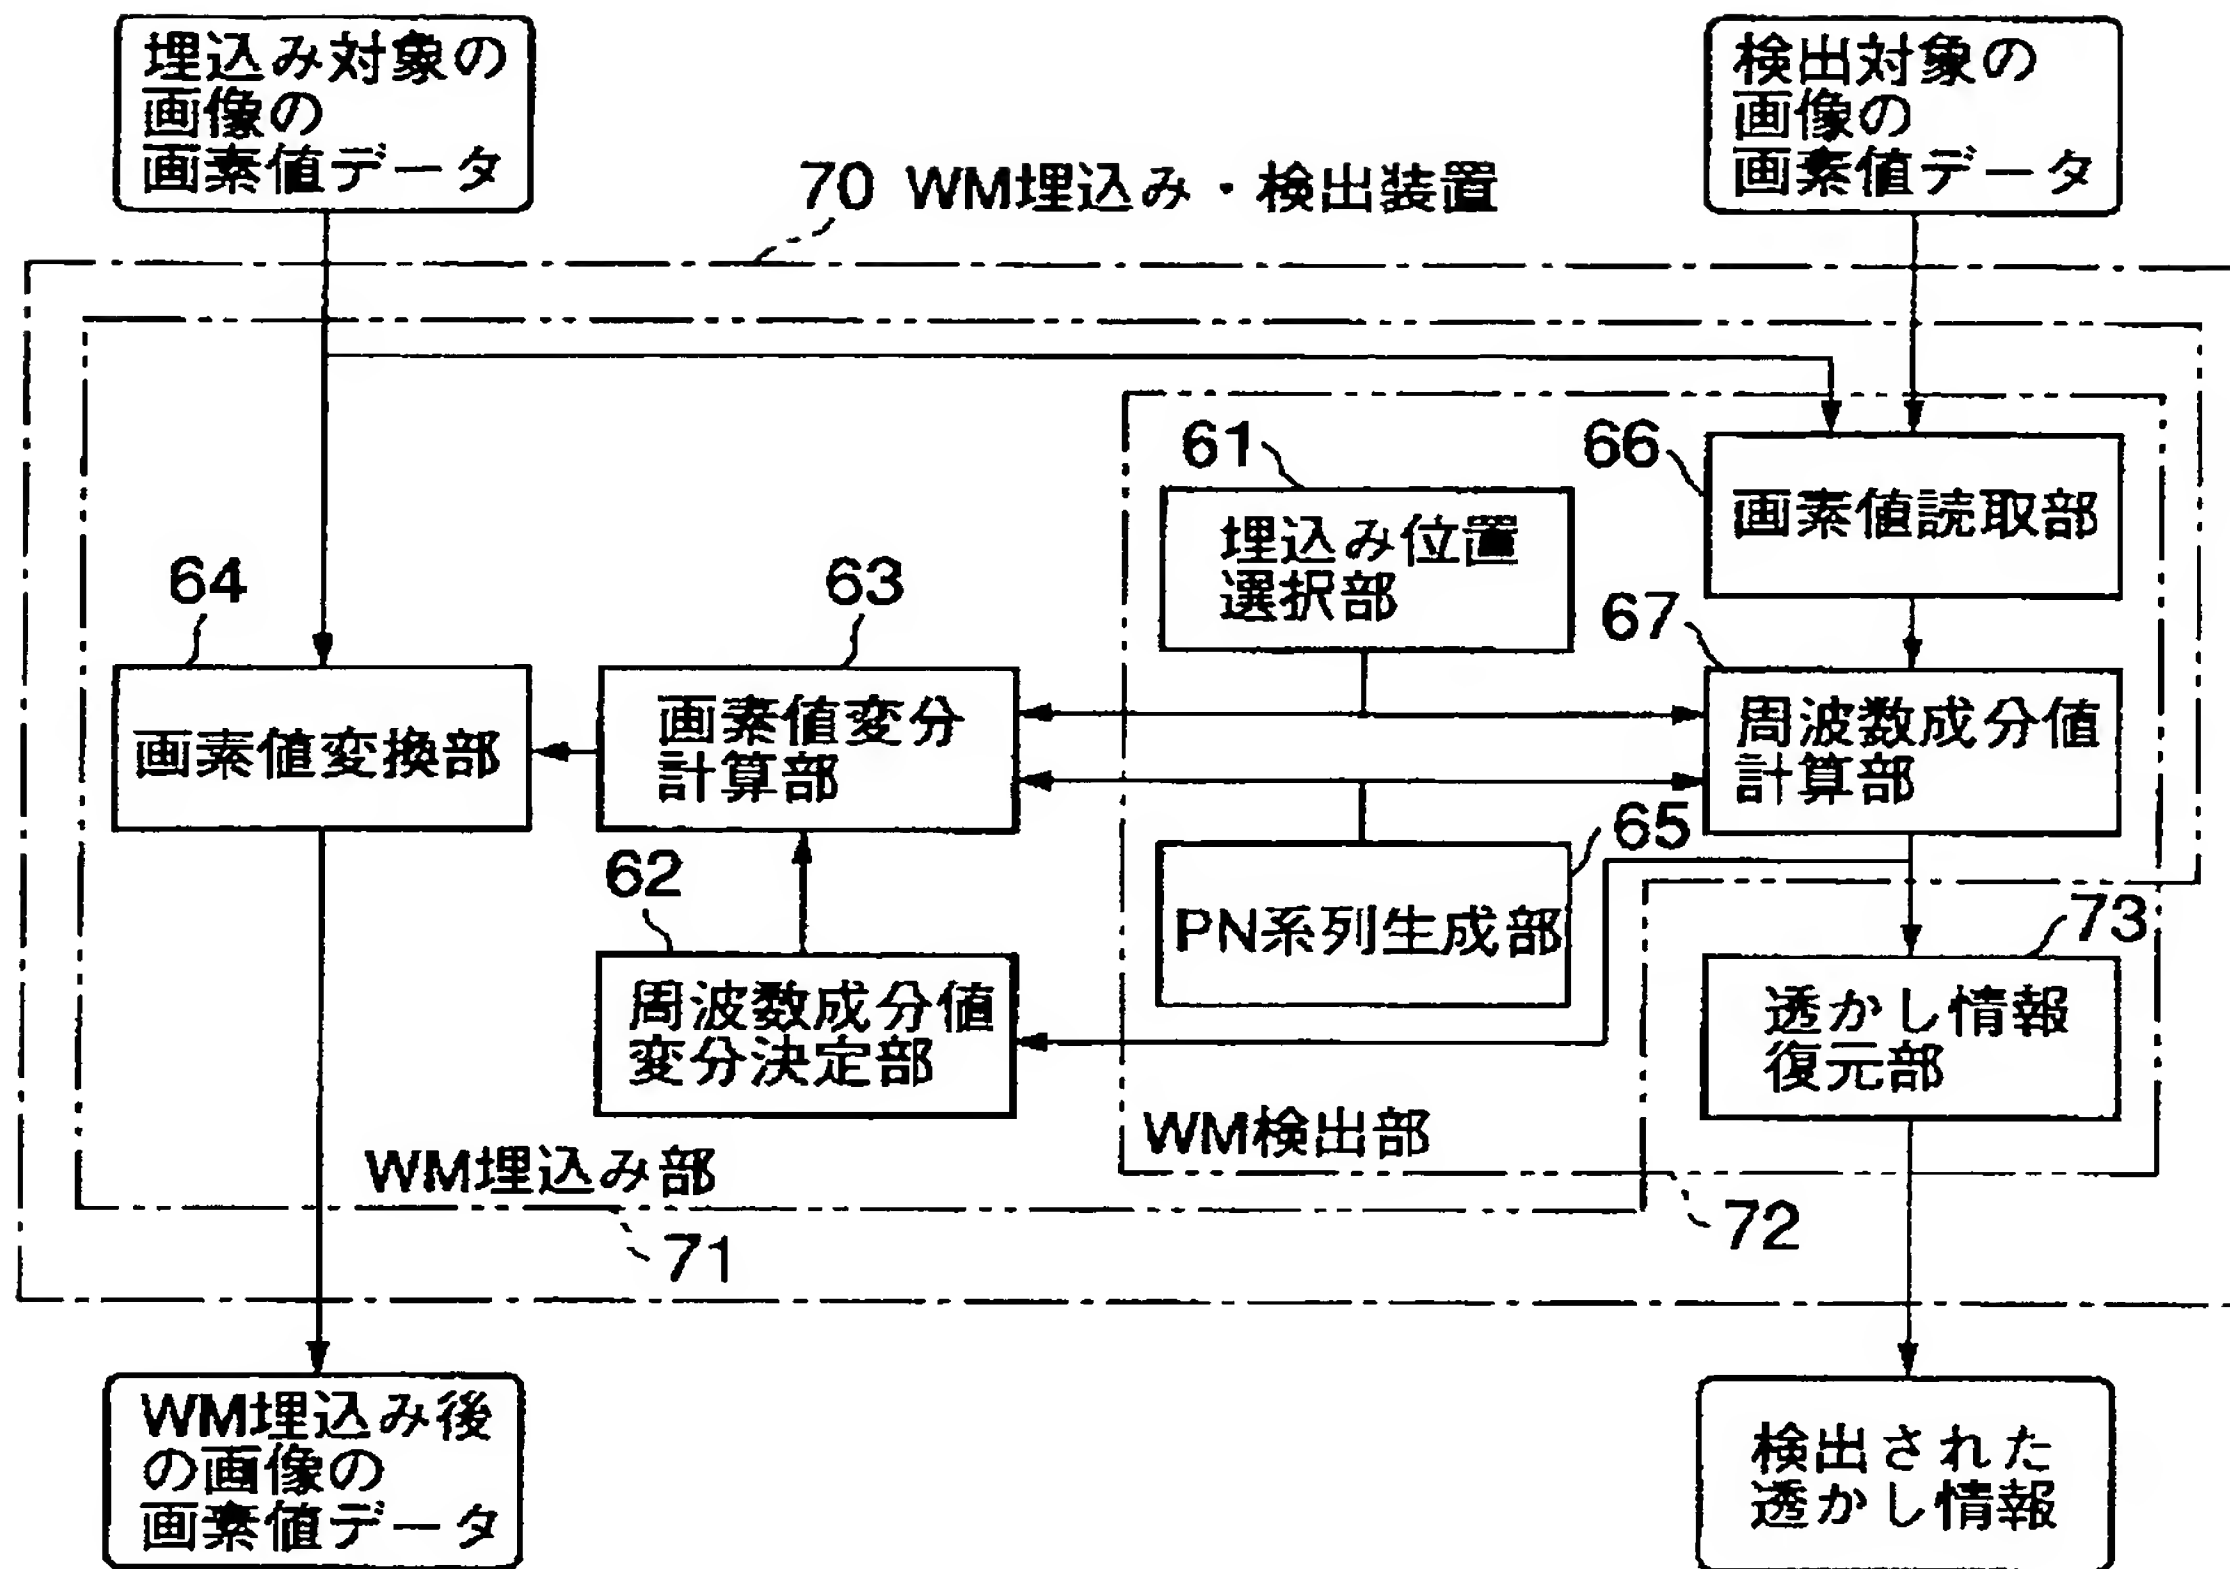 埋込み対象の
画像の
画素値データ
検出対象の
画像の
画素値データ
70 WM埋込み・検出装置
61
埋込み位置
選択部
66
画素値読取部
64
画素値変換部
63
画素値変分
計算部
67
周波数成分値
計算部
65
PN系列生成部
62
周波数成分値
変分決定部
73
透かし情報
復元部
WM検出部
72
WM埋込み部
71
WM埋込み後
の画像の
画素値データ
検出された
透かし情報